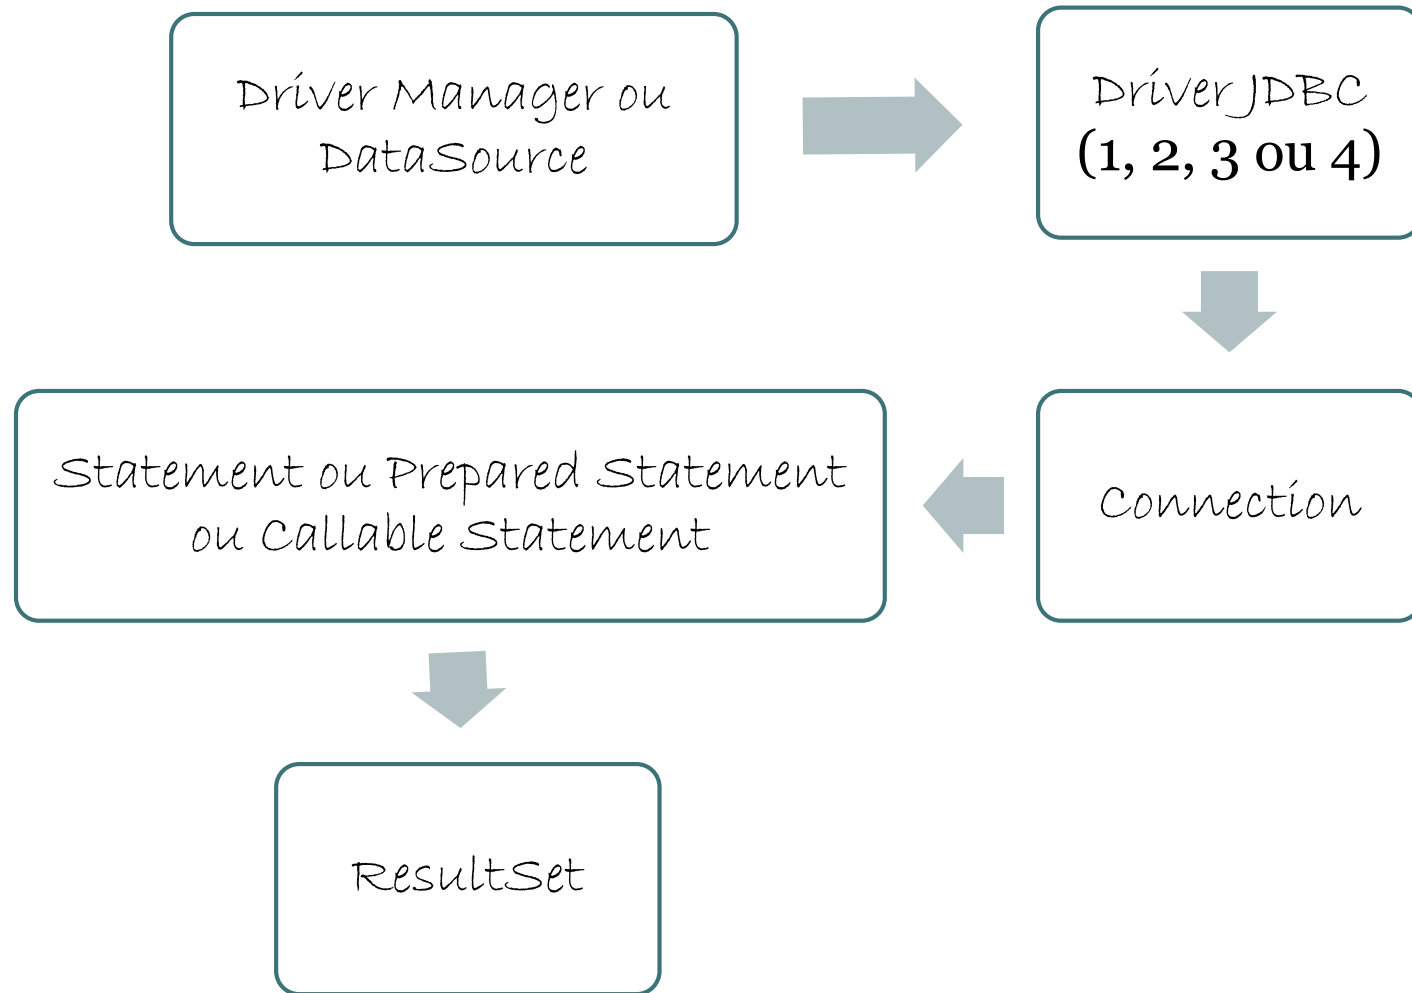 Driver Manager ou
DataSource
Driver JDBC
(1, 2, 3 ou 4)
Statement ou Prepared Statement
ou Callable Statement
Connection
ResultSet